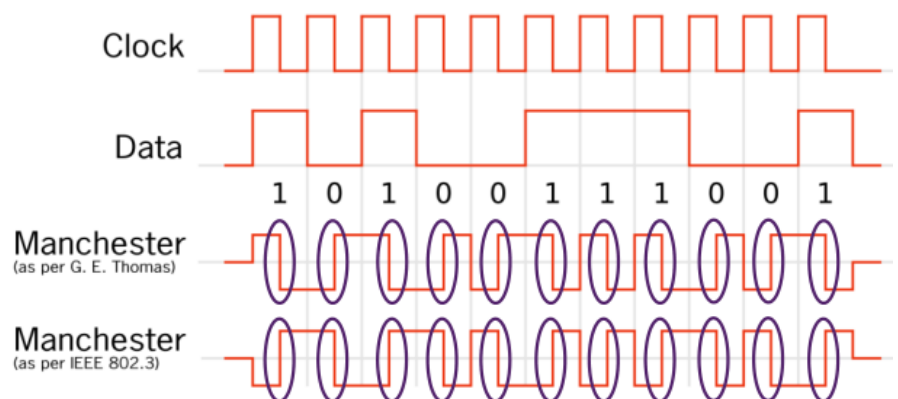 Clock
Data
1 0 1 0 0 1 1 1 0 0 1
Manchester
(as per G. E. Thomas)
Manchester
(as per IEEE 802.3)